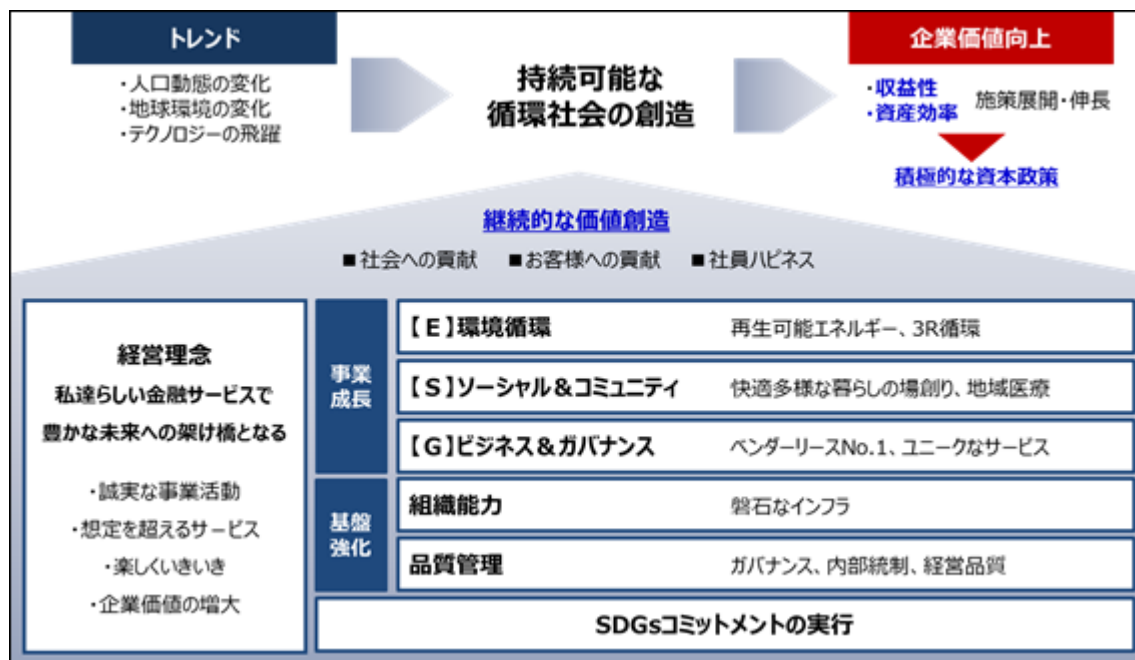 トレンド
・人口動態の変化
・地球環境の変化
・テクノロジーの飛躍
持続可能な
循環社会の創造
企業価値向上
・収益性
・資産効率
施策展開・伸長
積極的な資本政策
継続的な価値創造
■社会への貢献 ■お客様への貢献 ■社員ハピネス
経営理念
私達らしい金融サービスで
豊かな未来への架け橋となる
・誠実な事業活動
・想定を超えるサービス
・楽しくいきいき
・企業価値の増大
事業
成長
【E】環境循環 再生可能エネルギー、3R循環
【S】ソーシャル&コミュニティ 快適多様な暮らしの場創り、地域医療
【G】ビジネス&ガバナンス ベンダーリースNo.1、ユニークなサービス
基盤
強化
組織能力 磐石なインフラ
品質管理 ガバナンス、内部統制、経営品質
SDGsコミットメントの実行